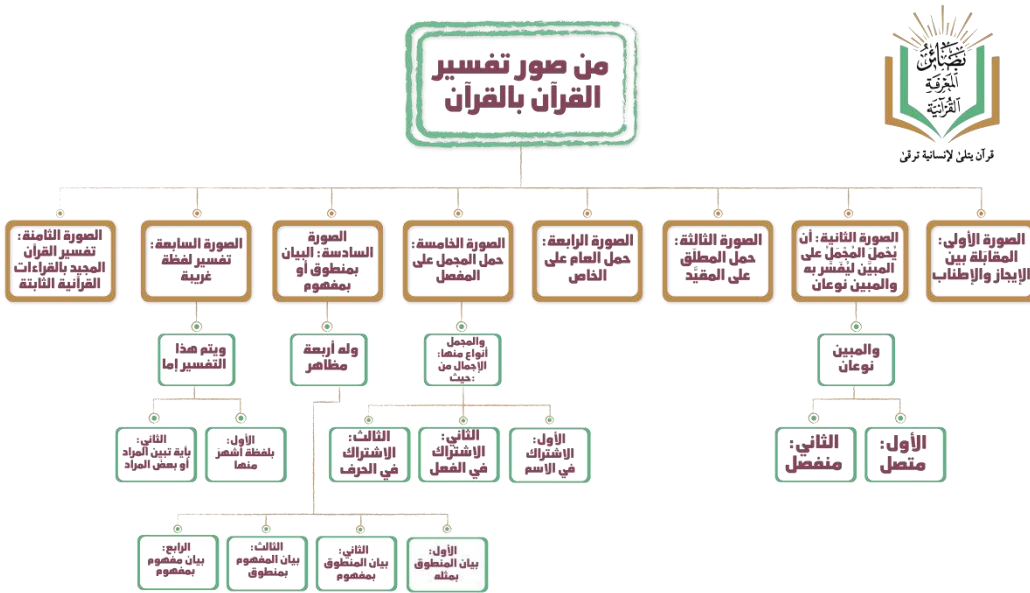 من صور تفسير
القرآن بالقرآن
بصائر
المعرفة
القرآنية
قرآن يتلى لإنسانية ترقى
الصورة الأولى:
المقابلة بين
الإيجاز والإطناب
الصورة الثانية: أن
يُحْمَلَ المُجْمَلُ على
المبيَّن ليُفسَّر به
والمبين نوعان
الصورة الثالثة:
حمل المطلَق
على المقيَّد
الصورة الرابعة:
حمل العام على
الخاص
الصورة الخامسة:
حمل المجمل على
المفصل
الصورة
السادسة: البيان
بمنطوق أو
بمفهوم
الصورة السابعة:
تفسير لفظة
غريبة
الصورة الثامنة:
تفسير القرآن
المجيد بالقراءات
القرآنية الثابتة
والمبين
نوعان
والمجمل
أنواع منها:
الإجمال من
حيث:
وله أربعة
مظاهر
ويتم هذا
التفسير إما
الأول:
متصل
الثاني:
منفصل
الأول:
الاشتراك
في الاسم
الثاني:
الاشتراك
في الفعل
الثالث:
الاشتراك
في الحرف
الأول:
بلفظة أشهر
منها
الثاني:
بآية تبين المراد
أو بعض المراد
الأول:
بيان المنطوق
بمثله
الثاني:
بيان المنطوق
بمفهوم
الثالث:
بيان المفهوم
بمنطوق
الرابع:
بيان مفهوم
بمفهوم